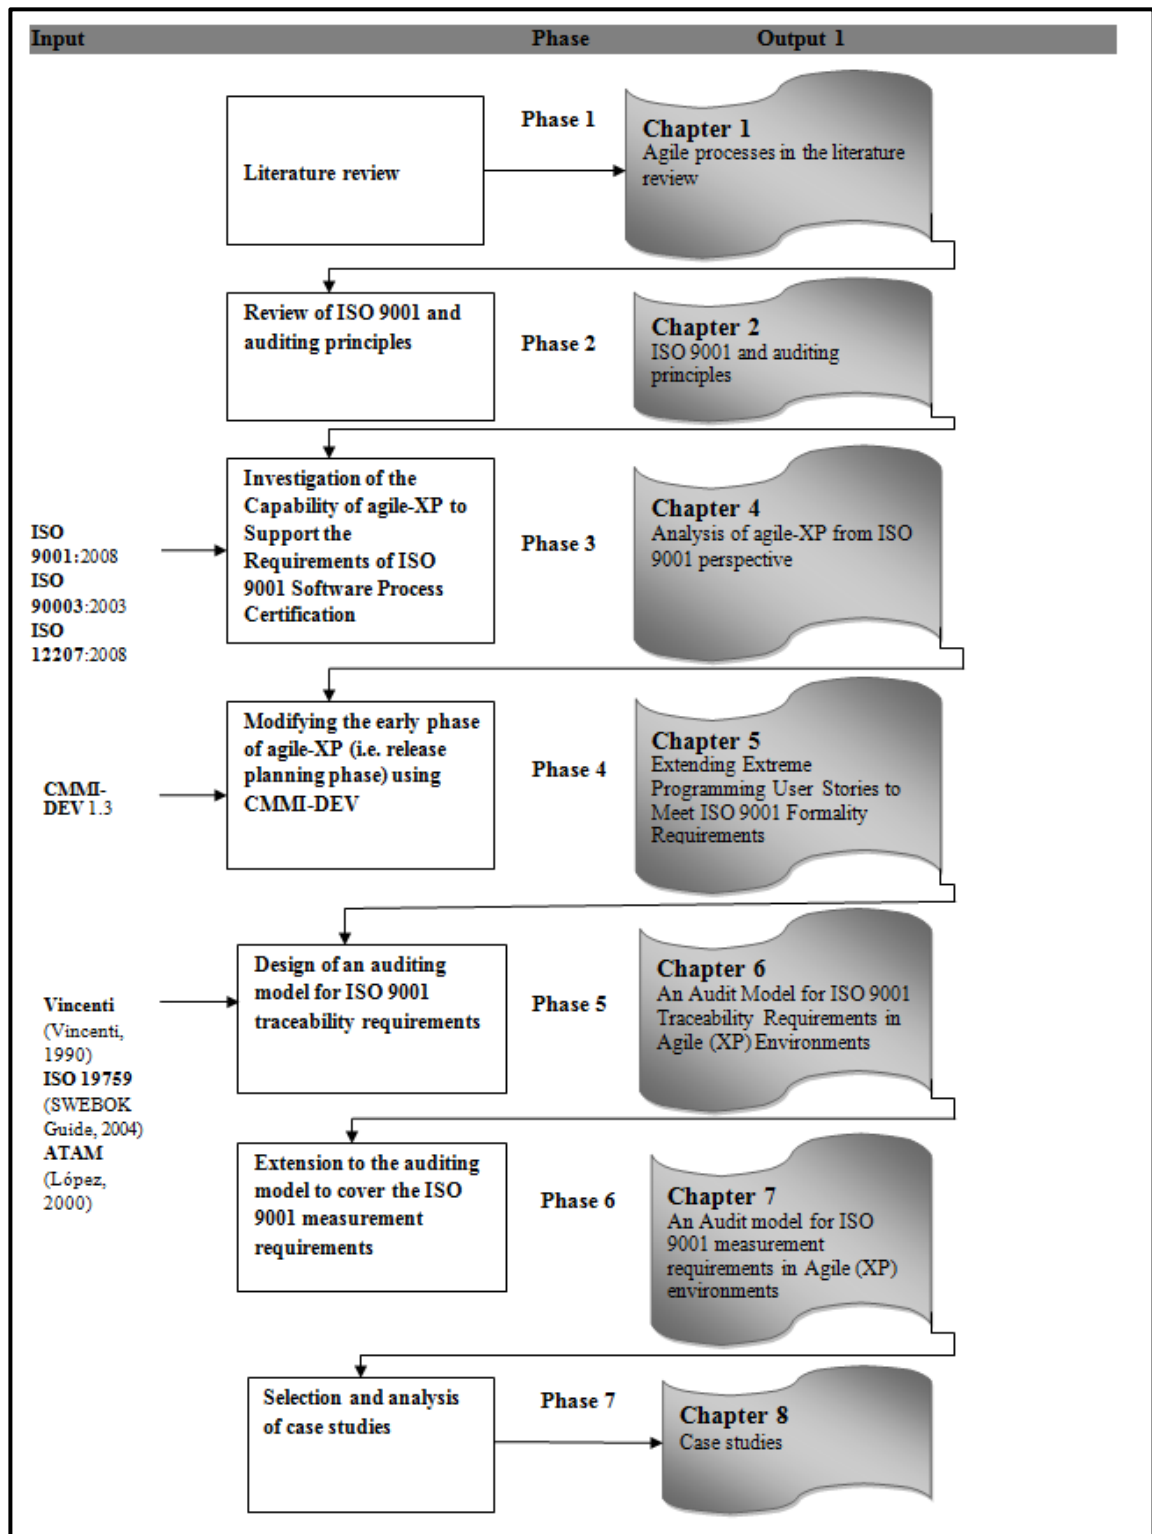 Input Phase Output 1
Literature review
Phase 1
Chapter 1
Agile processes in the literature
review
Review of ISO 9001 and
auditing principles
Phase 2
Chapter 2
ISO 9001 and auditing
principles
ISO
9001:2008
ISO
90003:2003
ISO
12207:2008
Investigation of the
Capability of agile-XP to
Support the
Requirements of ISO
9001 Software Process
Certification
Phase 3
Chapter 4
Analysis of agile-XP from ISO
9001 perspective
CMMI-
DEV 1.3
Modifying the early phase
of agile-XP (i.e. release
planning phase) using
CMMI-DEV
Phase 4
Chapter 5
Extending Extreme
Programming User Stories to
Meet ISO 9001 Formality
Requirements
Vincenti
(Vincenti,
1990)
ISO 19759
(SWEBOK
Guide, 2004)
ATAM
(López,
2000)
Design of an auditing
model for ISO 9001
traceability requirements
Phase 5
Chapter 6
An Audit Model for ISO 9001
Traceability Requirements in
Agile (XP) Environments
Extension to the auditing
model to cover the ISO
9001 measurement
requirements
Phase 6
Chapter 7
An Audit model for ISO
9001 measurement
requirements in Agile (XP)
environments
Selection and analysis
of case studies
Phase 7
Chapter 8
Case studies